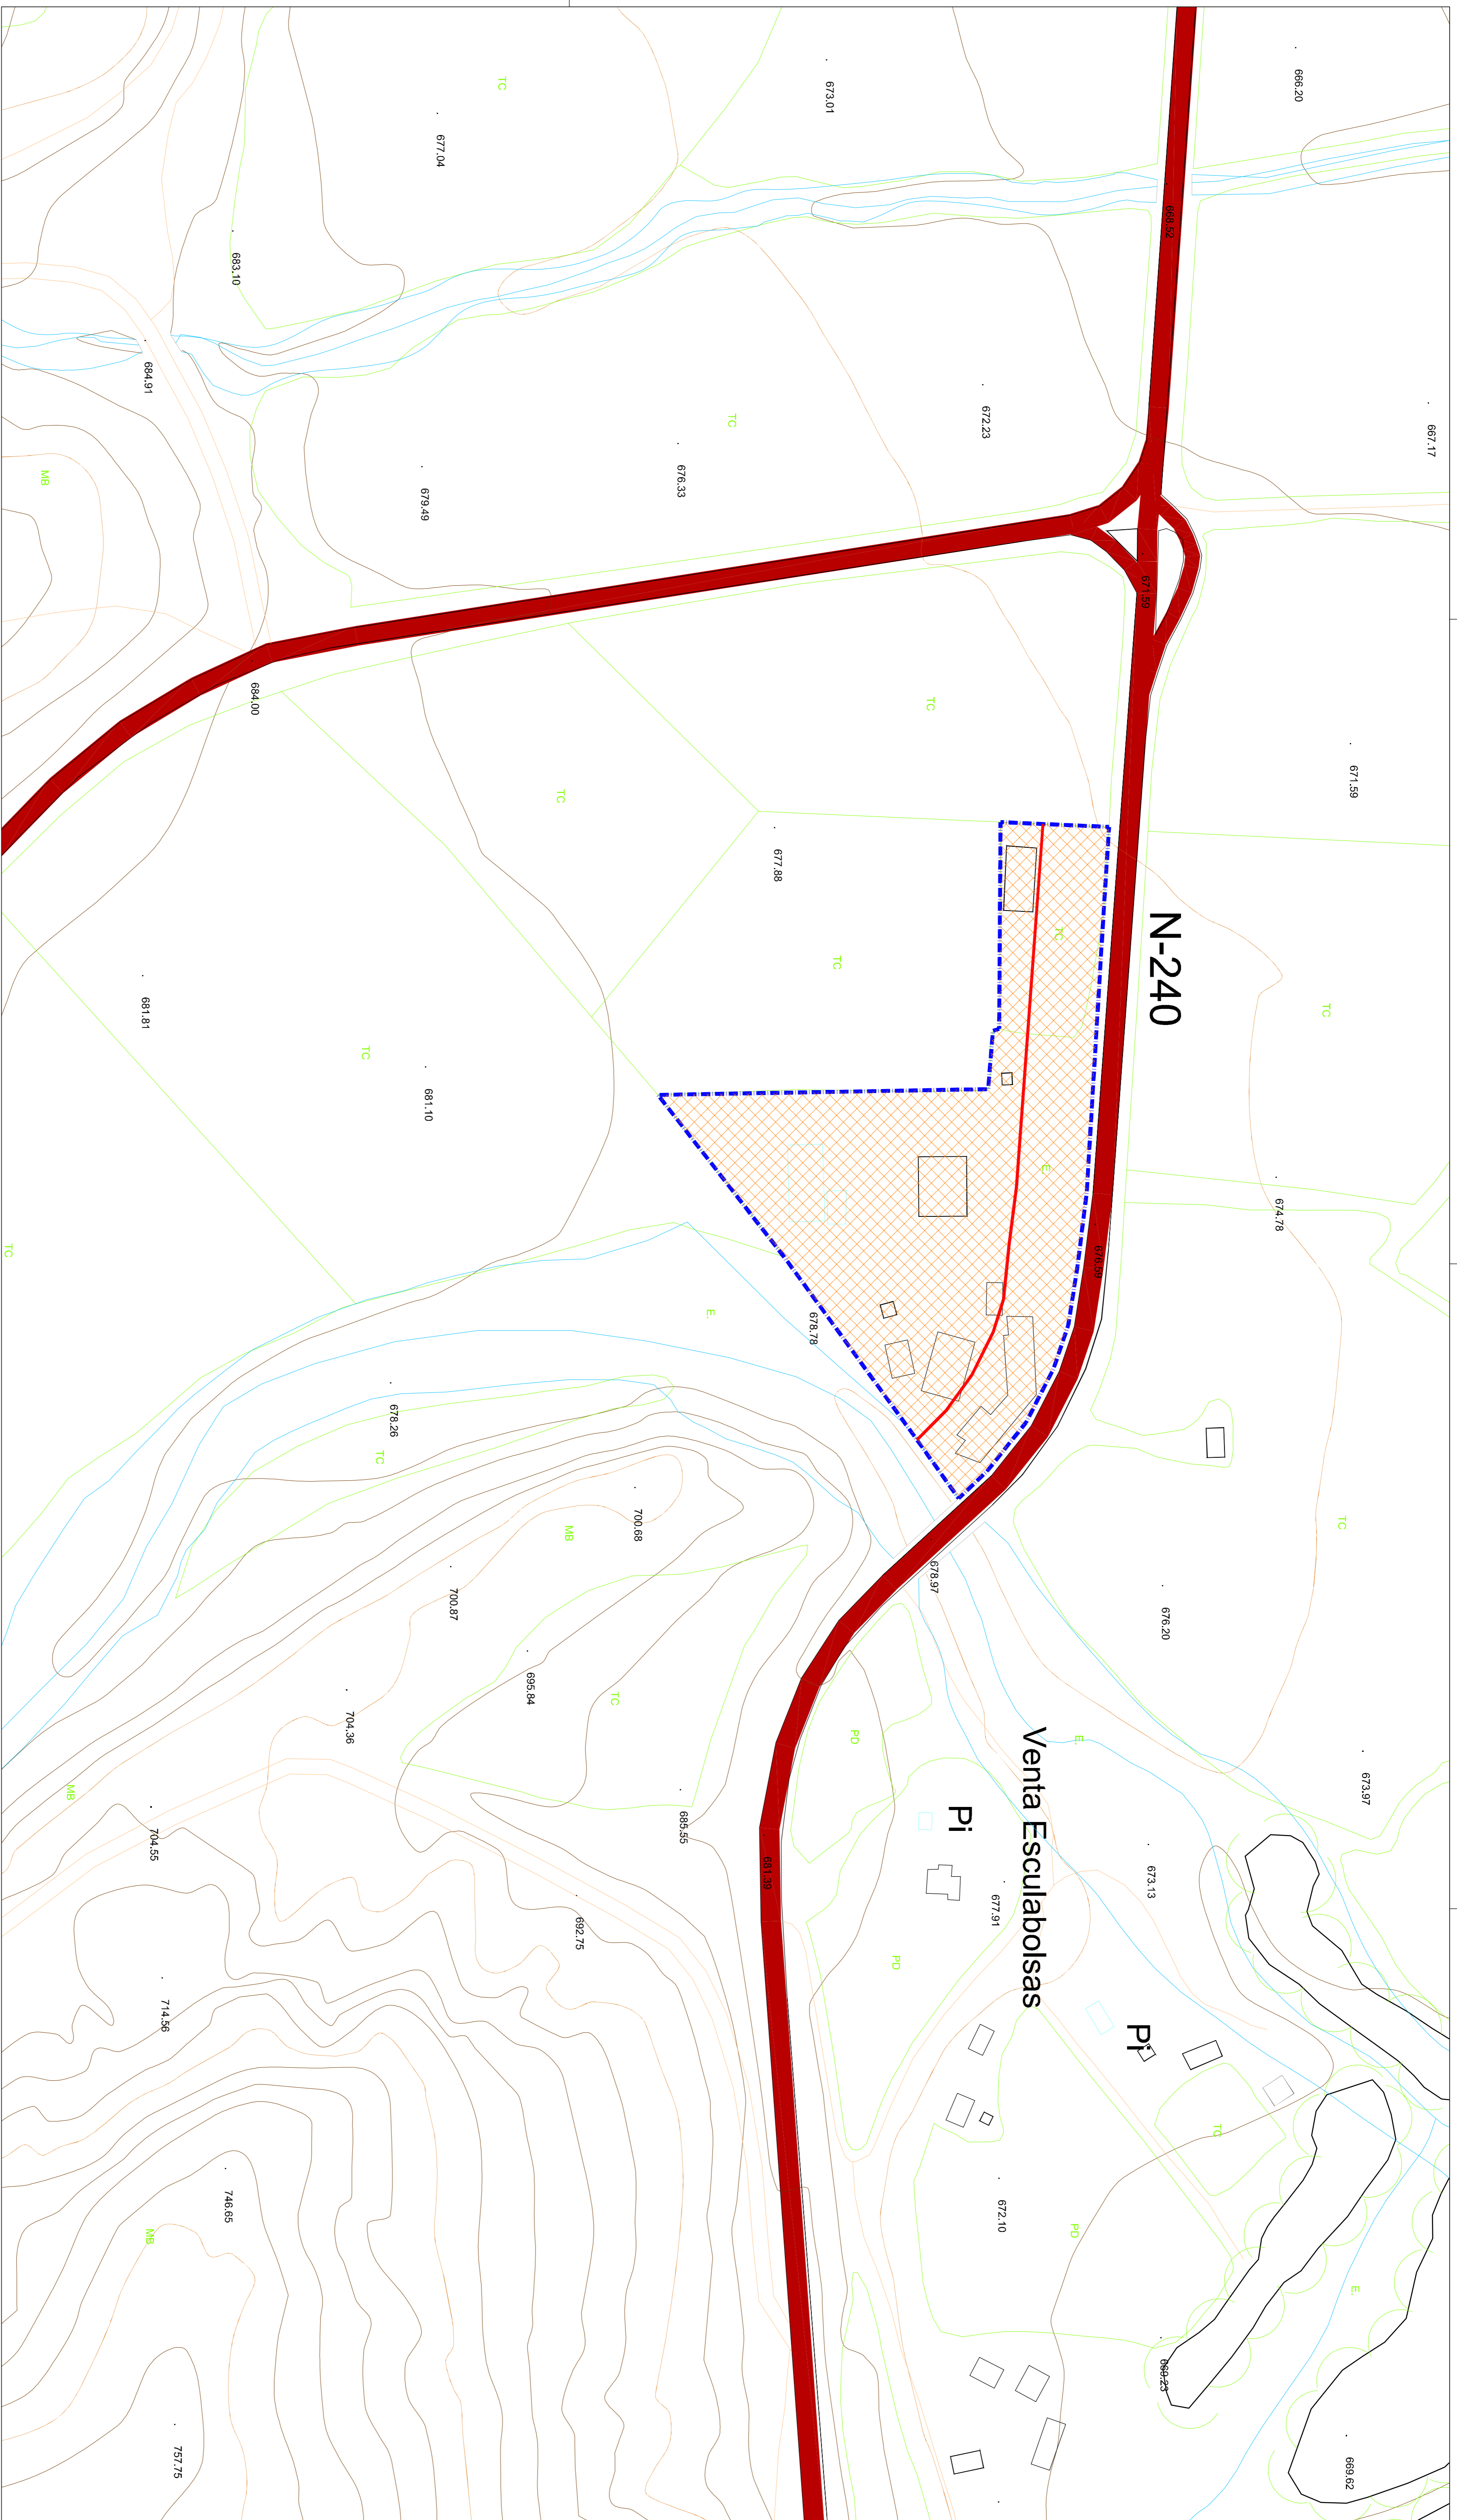 667.17
673.97
E.
671.59
669.62
TC
TC
666.20
674.78
TC
668.52
N-240
676.20
669.23
673.13
671.59
Pi
676.59
E.
PD
TC
E.
Venta Esculabolsas
672.10
677.91
672.23
Pi
678.97
TC
PD
PD
TC
673.01
678.78
677.88
681.39
TC
E.
685.55
676.33
700.68
TC
692.75
MB
TC
695.84
TC
700.87
677.04
681.10
679.49
678.26
TC
TC
704.36
684.00
683.10
746.65
757.75
714.56
704.55
MB
684.91
681.81
MB
MB
TC